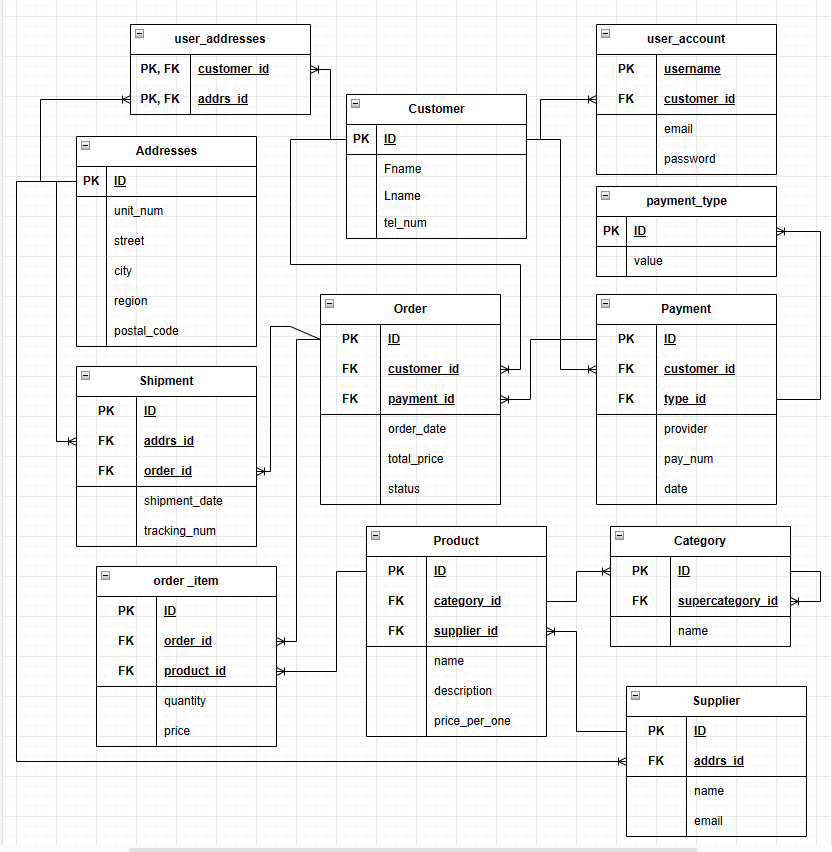 user_addresses
PK, FK customer_id
PK, FK addrs_id
user_account
PK username
FK customer_id
email
password
Customer
PK ID
Fname
Lname
tel_num
Addresses
PK ID
unit_num
street
city
region
postal_code
payment_type
PK ID
value
Order
PK ID
FK customer_id
FK payment_id
order_date
total_price
status
Payment
PK ID
FK customer_id
FK type_id
provider
pay_num
date
Shipment
PK ID
FK addrs_id
FK order_id
shipment_date
tracking_num
Product
PK ID
FK category_id
FK supplier_id
name
description
price_per_one
Category
PK ID
FK supercategory_id
name
order _item
PK ID
FK order_id
FK product_id
quantity
price
Supplier
PK ID
FK addrs_id
name
email